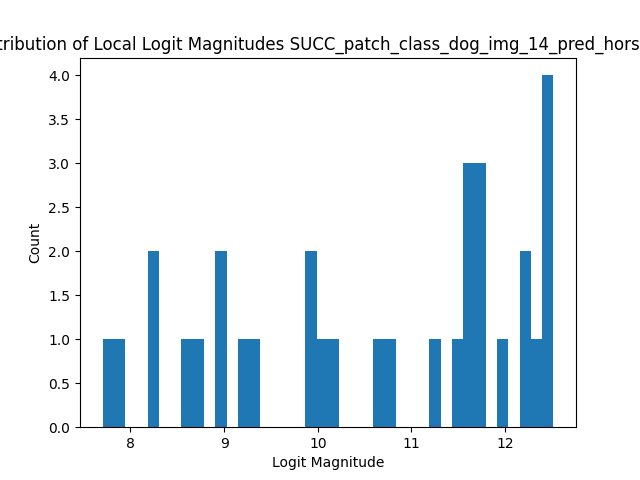 tribution of Local Logit Magnitudes SUCC_patch_class_dog_img_14_pred_hors
4.0
3.5
3.0
2.5
2.0
1.5
1.0
0.5
0.0
Count
8 9 10 11 12
Logit Magnitude